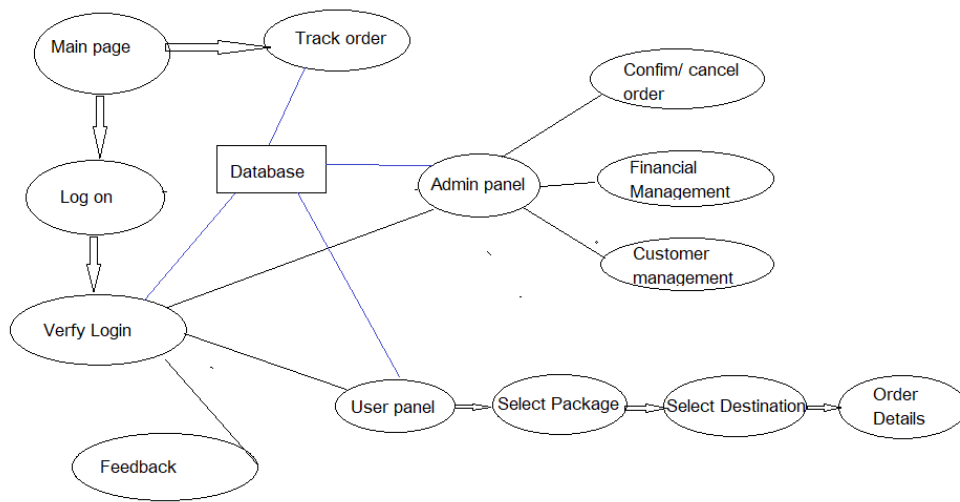 Main page
Track order
Confim/ cancel
order
Database
Log on
Admin panel
Financial
Management
Customer
management
Verfy Login
User panel
Select Package
Select Destination
Order
Details
Feedback